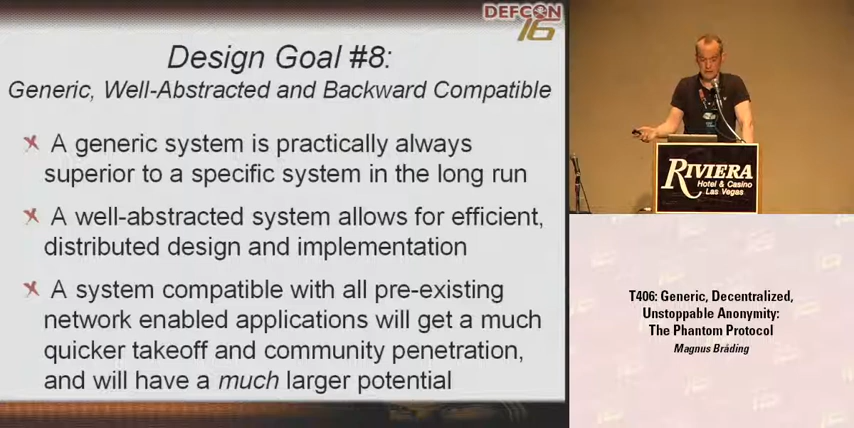 DEFCON
16
Design Goal #8:
Generic, Well-Abstracted and Backward Compatible
A generic system is practically always
superior to a specific system in the long run
A well-abstracted system allows for efficient,
distributed design and implementation
A system compatible with all pre-existing
network enabled applications will get a much
quicker takeoff and community penetration,
and will have a much larger potential
RIVIERA
Hotel & Casino
Las Vegas
T406: Generic, Decentralized,
Unstoppable Anonymity:
The Phantom Protocol
Magnus Bråding